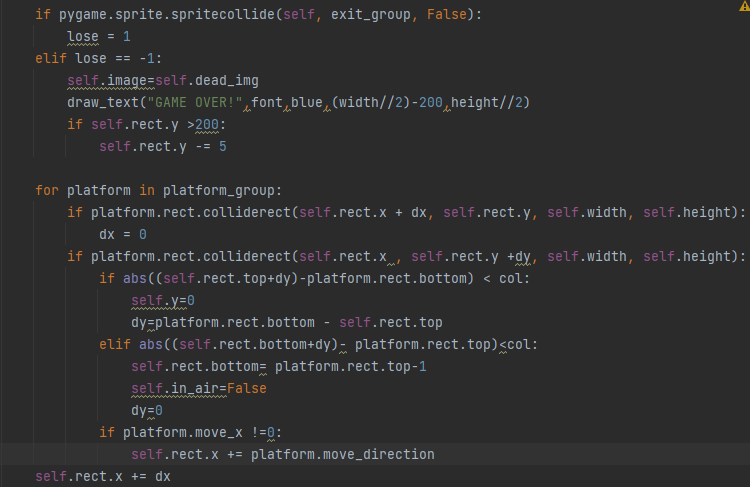 if pygame.sprite.spritecollide(self, exit_group, False):
    lose = 1
elif lose == -1:
    self.image=self.dead_img
    draw_text("GAME OVER!",font,blue,(width//2)-200,height//2)
    if self.rect.y >200:
        self.rect.y -= 5

for platform in platform_group:
    if platform.rect.colliderect(self.rect.x + dx, self.rect.y, self.width, self.height):
        dx = 0
    if platform.rect.colliderect(self.rect.x , self.rect.y +dy, self.width, self.height):
        if abs((self.rect.top+dy)-platform.rect.bottom) < col:
            self.y=0
            dy=platform.rect.bottom - self.rect.top
        elif abs((self.rect.bottom+dy)- platform.rect.top)<col:
            self.rect.bottom= platform.rect.top-1
            self.in_air=False
            dy=0
        if platform.move_x !=0:
            self.rect.x += platform.move_direction
self.rect.x += dx